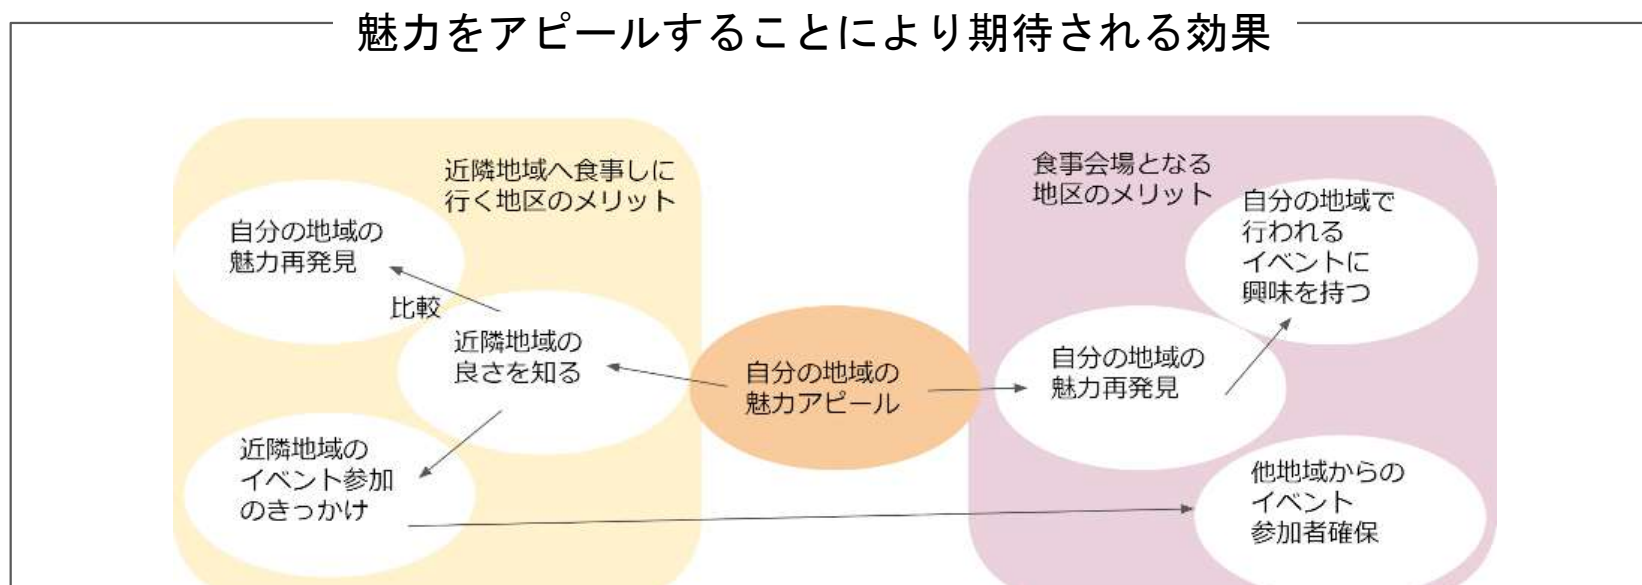 魅力をアピールすることにより期待される効果
近隣地域へ食事しに
行く地区のメリット
自分の地域の
魅力再発見
比較
近隣地域の
良さを知る
近隣地域の
イベント参加
のきっかけ
自分の地域の
魅力アピール
食事会場となる
地区のメリット
自分の地域で
行われる
イベントに
興味を持つ
自分の地域の
魅力再発見
他地域からの
イベント
参加者確保